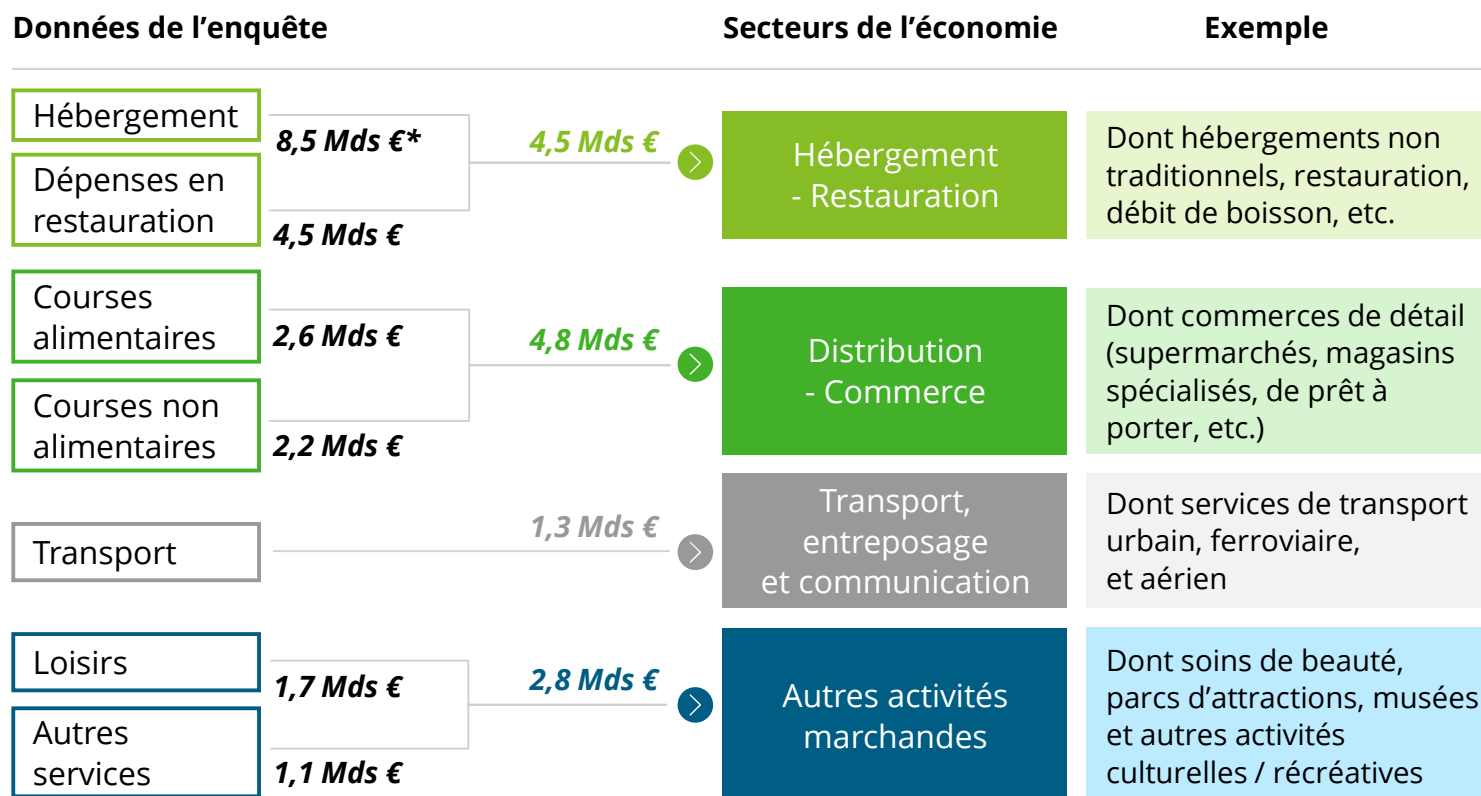 Données de l’enquête
Secteurs de l’économie
Exemple
Hébergement
8,5 Mds €*
Dépenses en
restauration
4,5 Mds €
4,5 Mds €
Hébergement
- Restauration
Dont hébergements non
traditionnels, restauration,
débit de boisson, etc.
Courses
alimentaires
2,6 Mds €
Courses non
alimentaires
2,2 Mds €
4,8 Mds €
Distribution
- Commerce
Dont commerces de détail
(supermarchés, magasins
spécialisés, de prêt à
porter, etc.)
Transport
1,3 Mds €
Transport,
entreposage
et communication
Dont services de transport
urbain, ferroviaire,
et aérien
Loisirs
1,7 Mds €
Autres
services
1,1 Mds €
2,8 Mds €
Autres activités
marchandes
Dont soins de beauté,
parcs d’attractions, musées
et autres activités
culturelles / récréatives